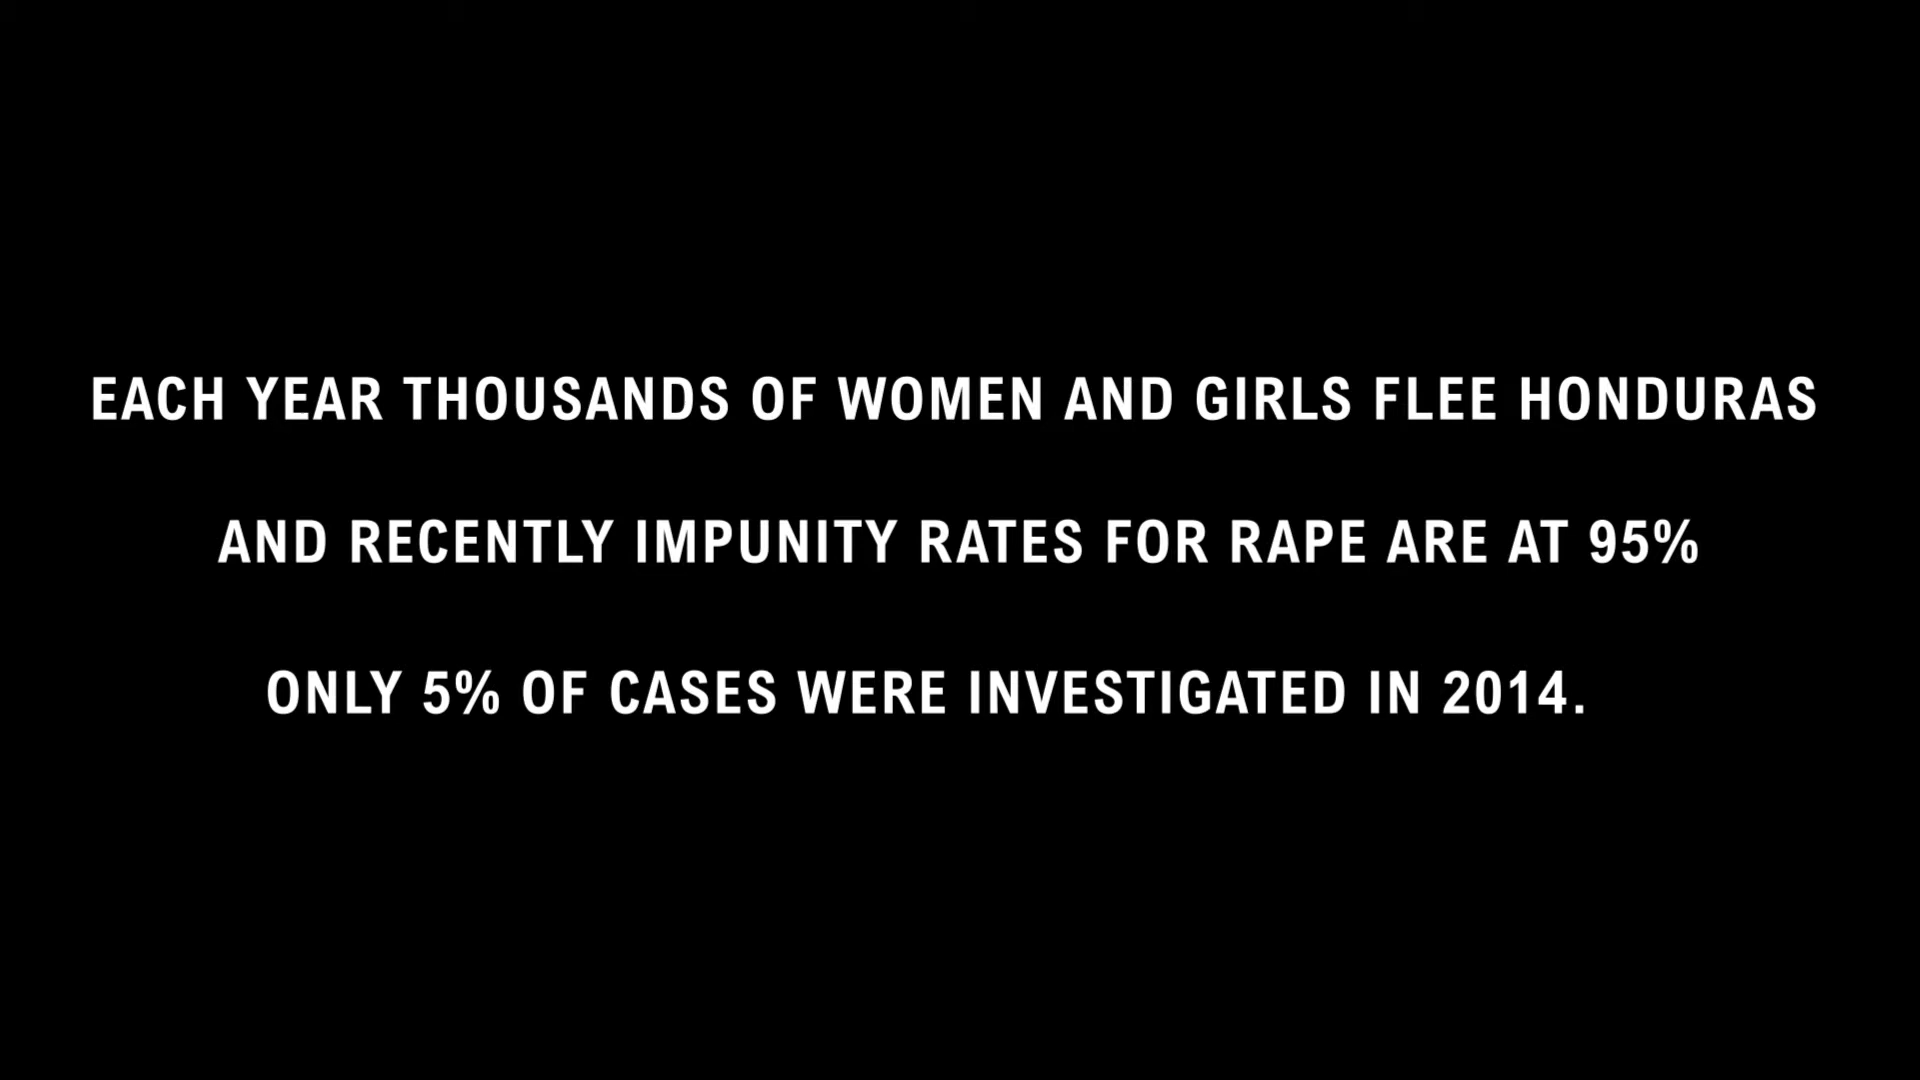 EACH YEAR THOUSANDS OF WOMEN AND GIRLS FLEE HONDURAS
AND RECENTLY IMPUNITY RATES FOR RAPE ARE AT 95%
ONLY 5% OF CASES WERE INVESTIGATED IN 2014.